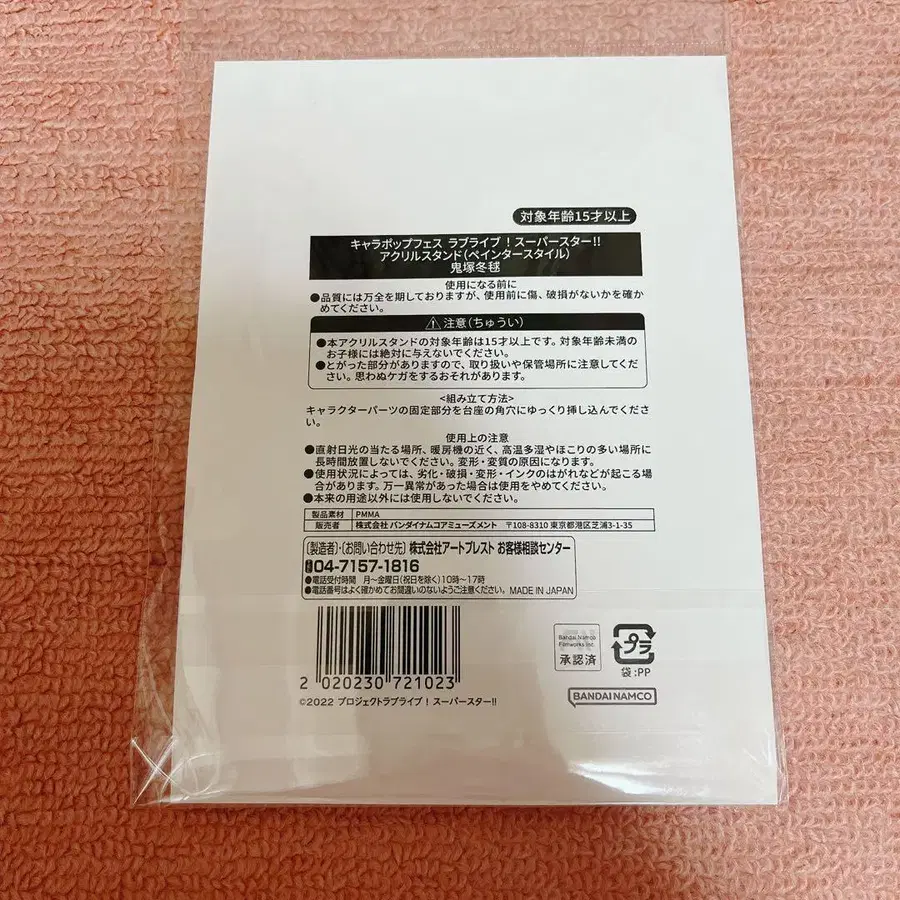 対象年齢15才以上
キャラポップフェス ラブライブ!スーパースター!!
アクリルスタンド(ペインタースタイル)
鬼塚冬毬
使用になる前に
●品質には万全を期しておりますが、使用前に傷、破損がないかを確か
めてください。
⚠注意(ちゅうい)
●本アクリルスタンドの対象年齢は15才以上です。対象年齢未満の
お子様には絶対に与えないでください。
●とがった部分がありますので、取り扱いや保管場所に注意してくだ
さい。思わぬケガをするおそれがあります。
<組み立て方法>
キャラクターパーツの固定部分を台座の角穴にゆっくり挿し込んでくださ
い。
使用上の注意
●直射日光の当たる場所、暖房機の近く、高温多湿やほこりの多い場所に
長時間放置しないでください。変形・変質の原因になります。
●使用状況によっては、劣化・破損・変形・インクのはがれなどが起こる場
合があります。万一異常があった場合は使用をやめてください。
●本来の用途以外には使用しないでください。
製品素材 PMMA
販売者 株式会社 バンダイナムコアミューズメント 〒108-8310 東京都港区芝浦3-1-35
〔製造者〕・〔お問い合わせ先〕 株式会社アートプレスト お客様相談センター
04-7157-1816
●電話受付時間 月〜金曜日(祝日を除く)10時〜17時
●電話番号はよく確かめてお間違いのないようご注意ください。 MADE IN JAPAN
2 020230 721023
©2022 プロジェクトラブライブ!スーパースター!!
Bandai Namco
Filmworks Inc.
承認済
プラ
袋:PP
BANDAI NAMCO